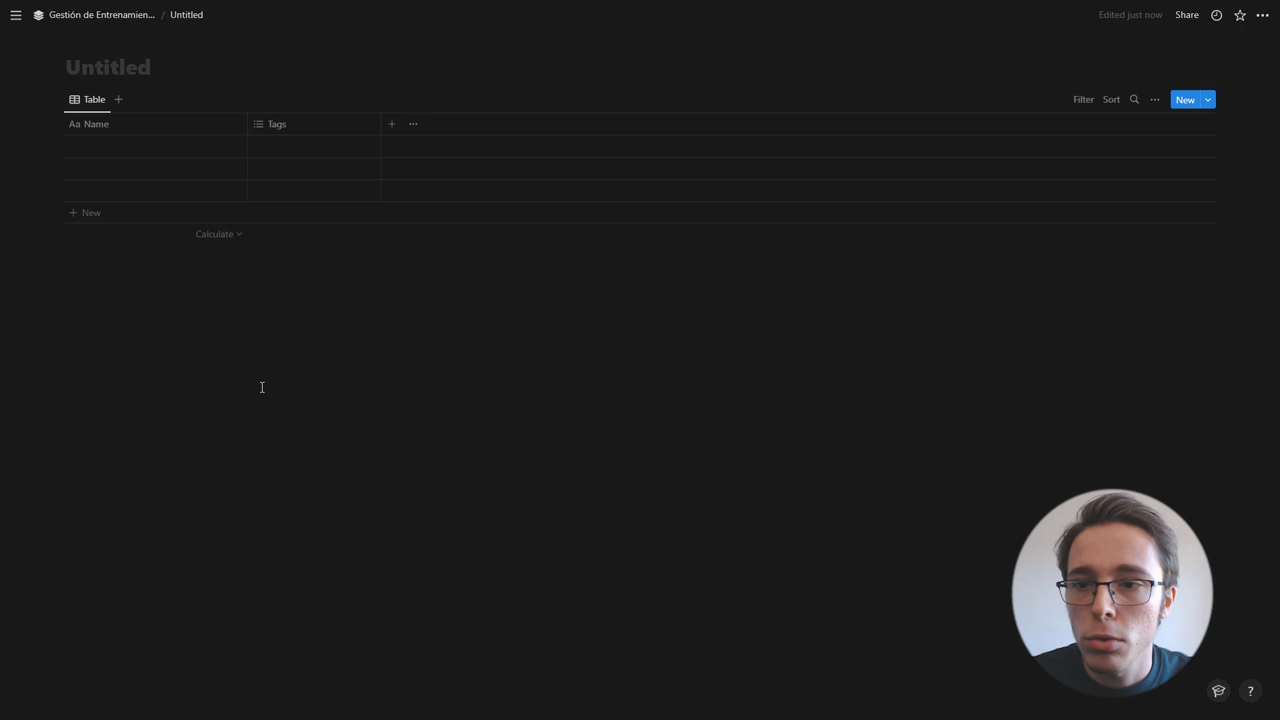 Gestión de Entrenamien... / Untitled
Edited just now Share
Untitled
Table
Filter Sort New
Aa Name Tags
+ New
Calculate
?